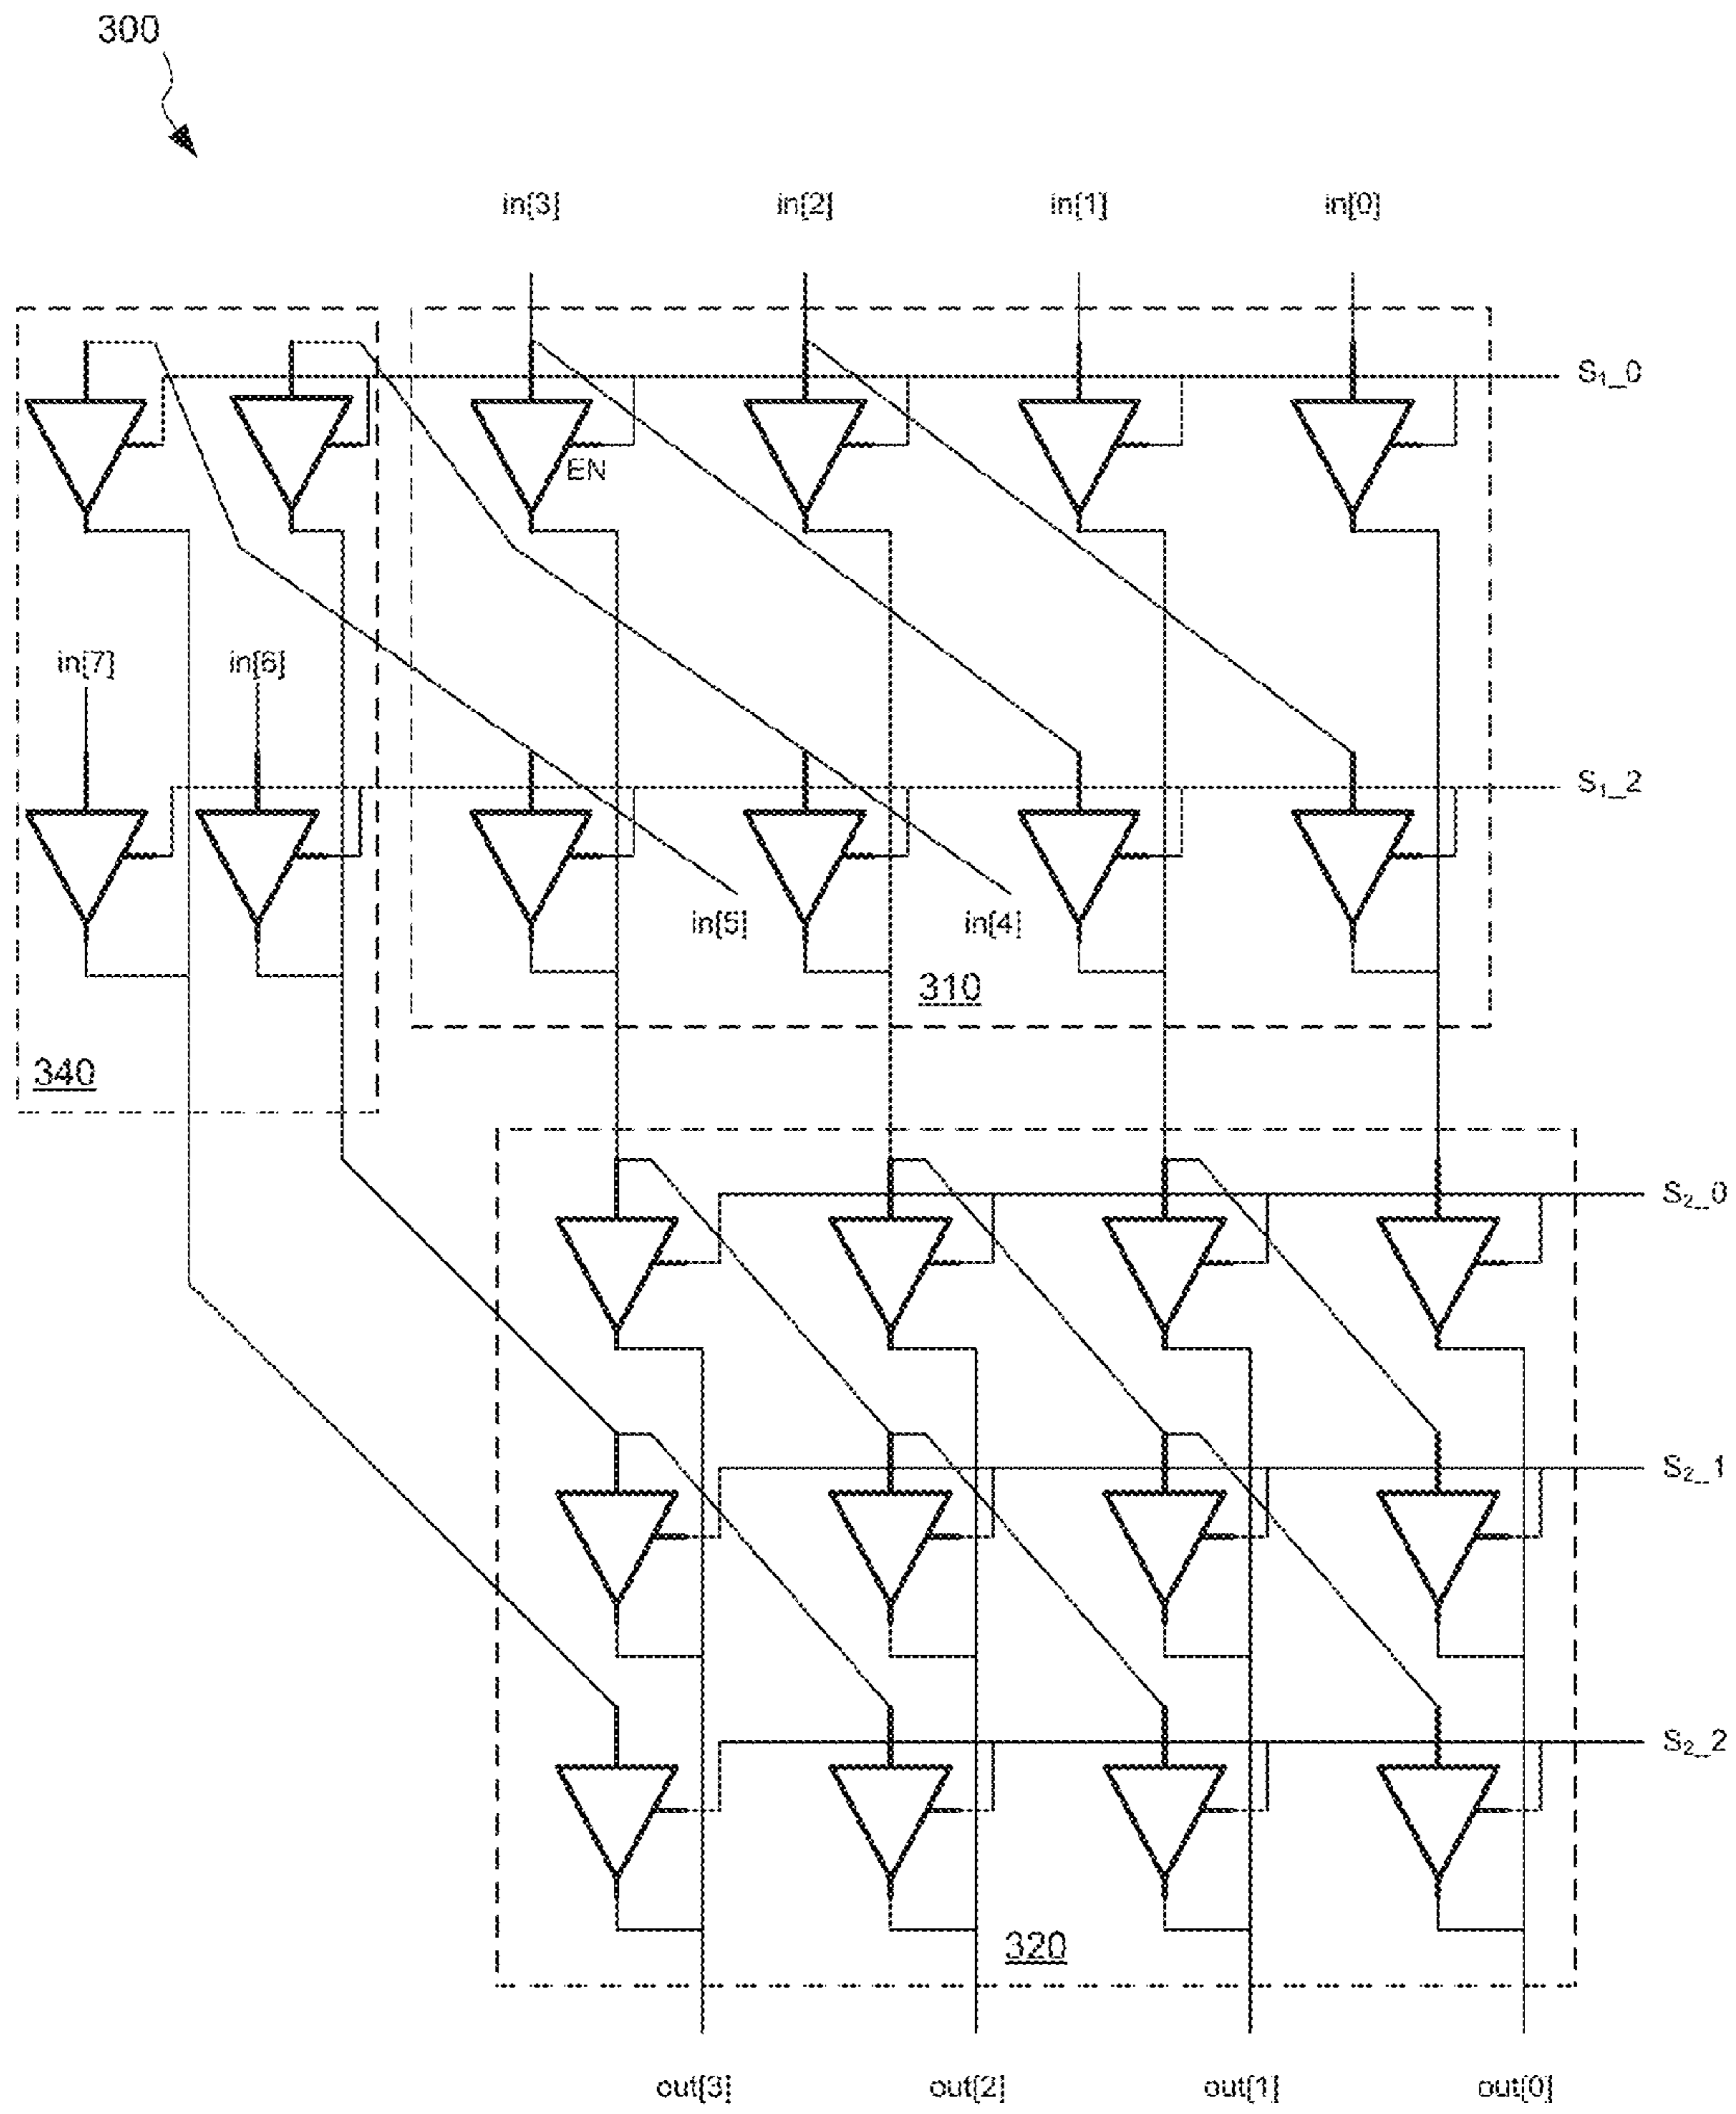 300
in[3] in[2] in[1] in[0]
S₁_0
EN
in[7] in[6]
S₁_2
in[5] in[4]
310
340
S₂_0
S₂_1
S₂_2
320
out[3] out[2] out[1] out[0]